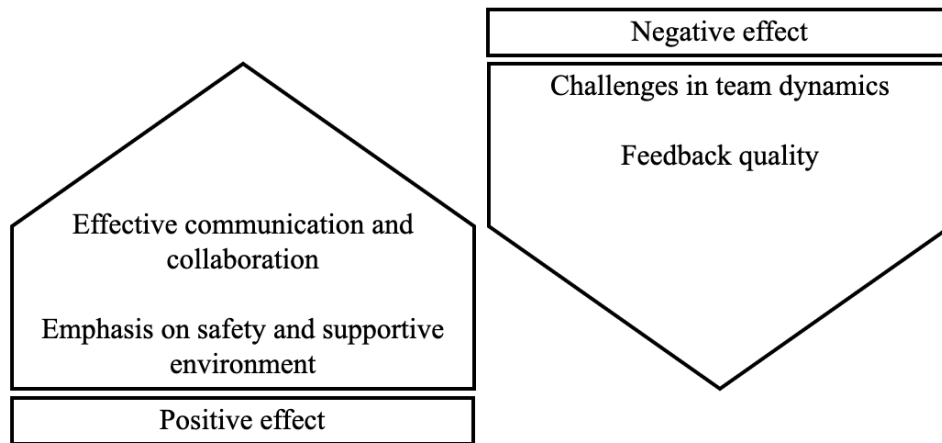 Negative effect
Challenges in team dynamics
Feedback quality
Effective communication and
collaboration
Emphasis on safety and supportive
environment
Positive effect